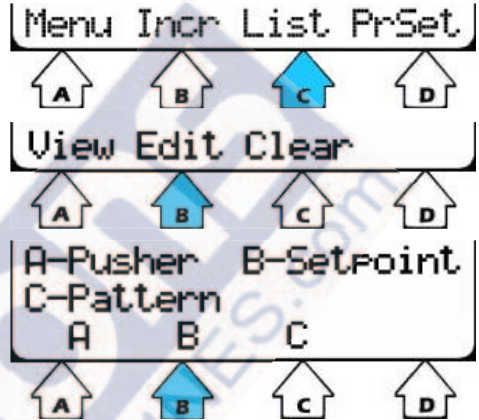 Menu Incr List PrSet
A B C D
View Edit Clear
A B C D
A-Pusher B-Setpoint
C-Pattern
A B C
A B C D